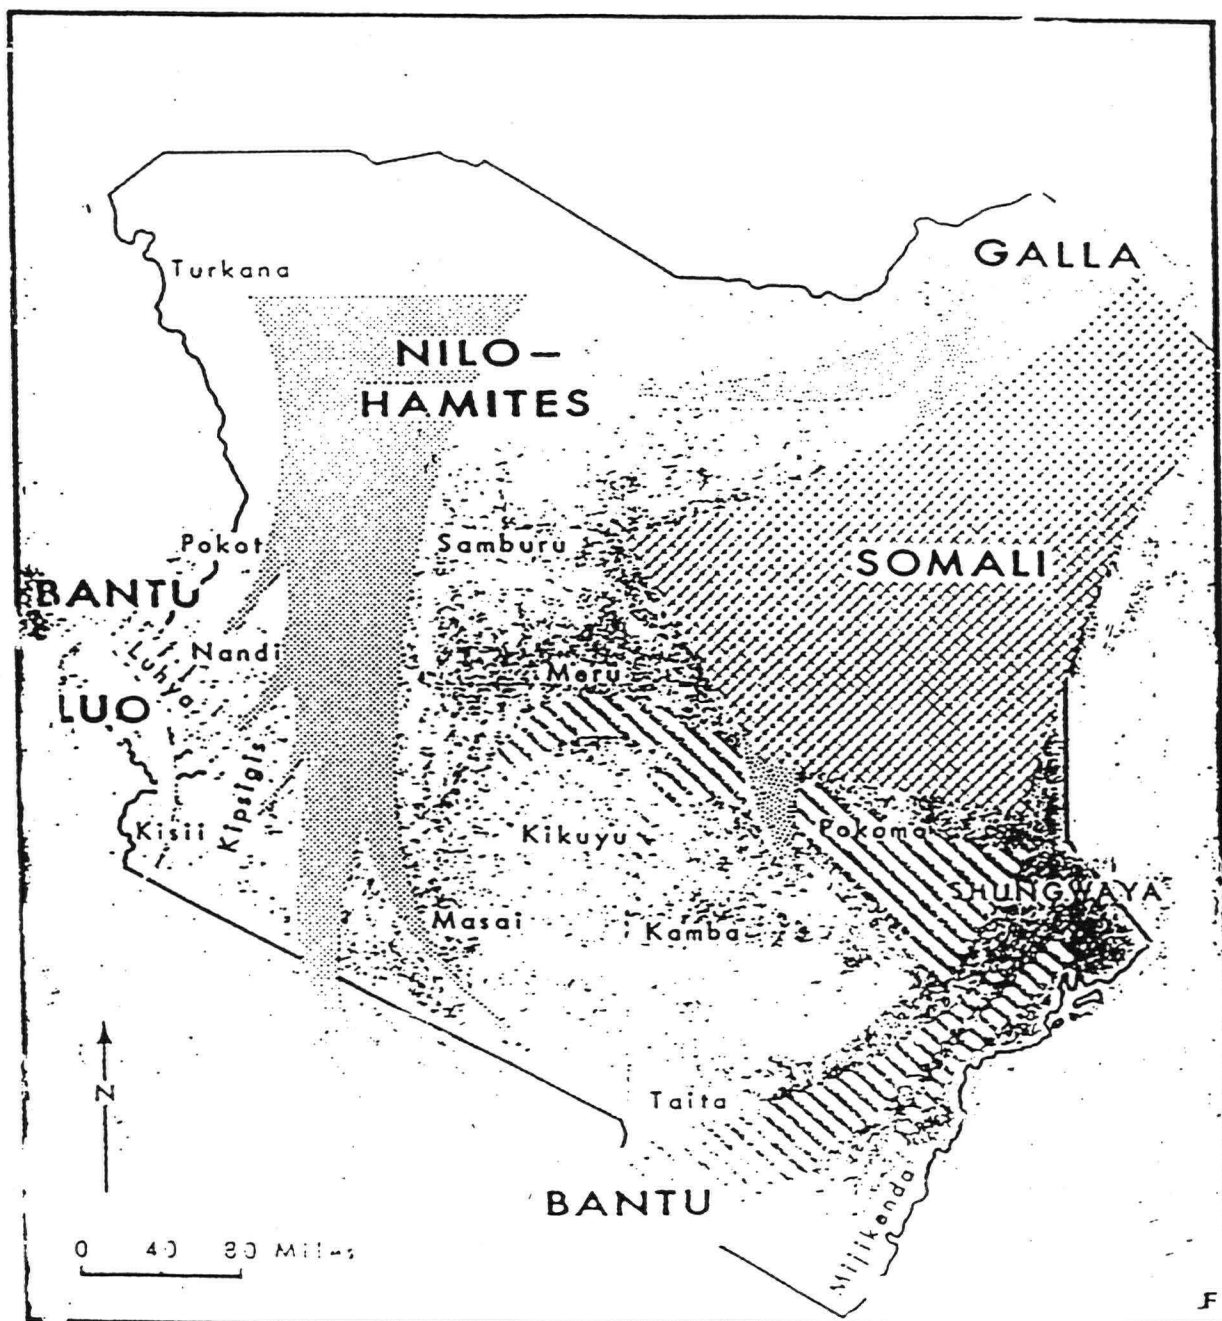 GALLA
Turkana
NILO–
HAMITES
Pokot
Samburu
SOMALI
BANTU
Luhya
Nandi
Meru
LUO
Kipsigis
Kisii
Kikuyu
Pokomo
SHUNGWAYA
Masai
Kamba
N
Taita
BANTU
Mijikenda
0 40 80 Miles
F